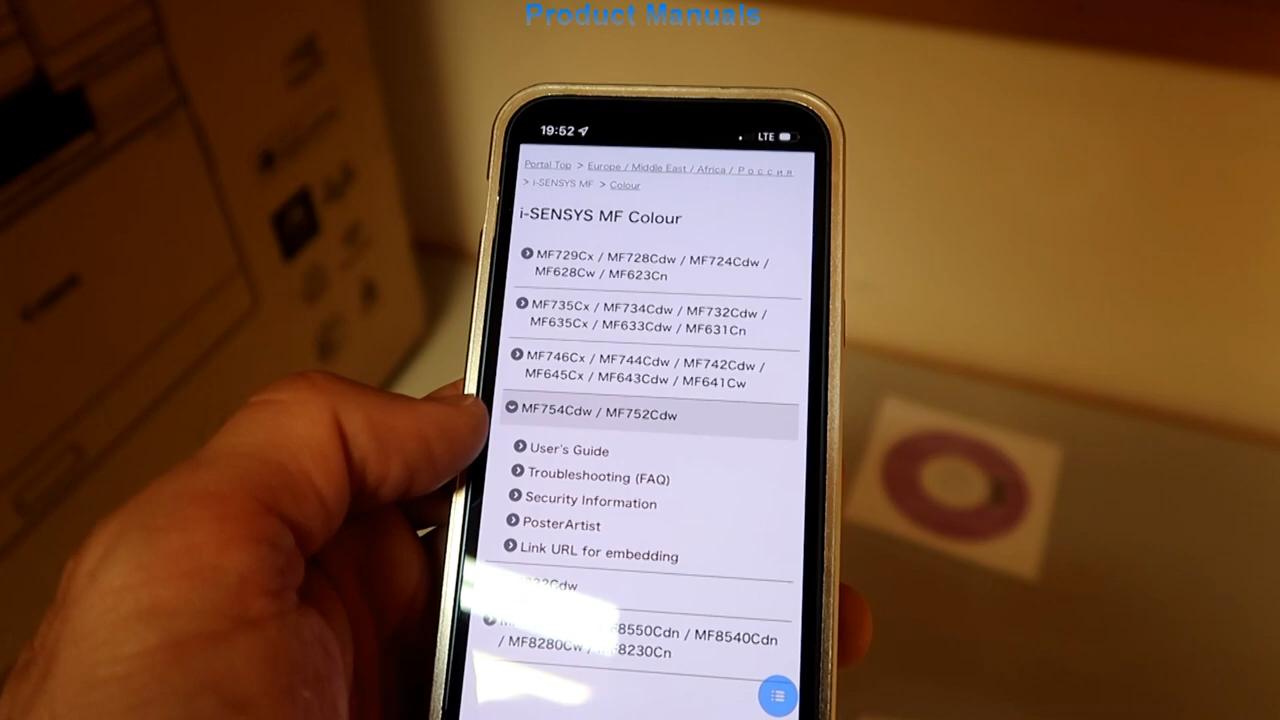 Product Manuals
19:52
LTE
Portal Top > Europe / Middle East / Africa / Россия
> i-SENSYS MF > Colour
i-SENSYS MF Colour
MF729Cx / MF728Cdw / MF724Cdw /
MF628Cw / MF623Cn
MF735Cx / MF734Cdw / MF732Cdw /
MF635Cx / MF633Cdw / MF631Cn
MF746Cx / MF744Cdw / MF742Cdw /
MF645Cx / MF643Cdw / MF641Cw
MF754Cdw / MF752Cdw
User's Guide
Troubleshooting (FAQ)
Security Information
PosterArtist
Link URL for embedding
8550Cdn / MF8540Cdn
/ MF8280Cw / 8230Cn